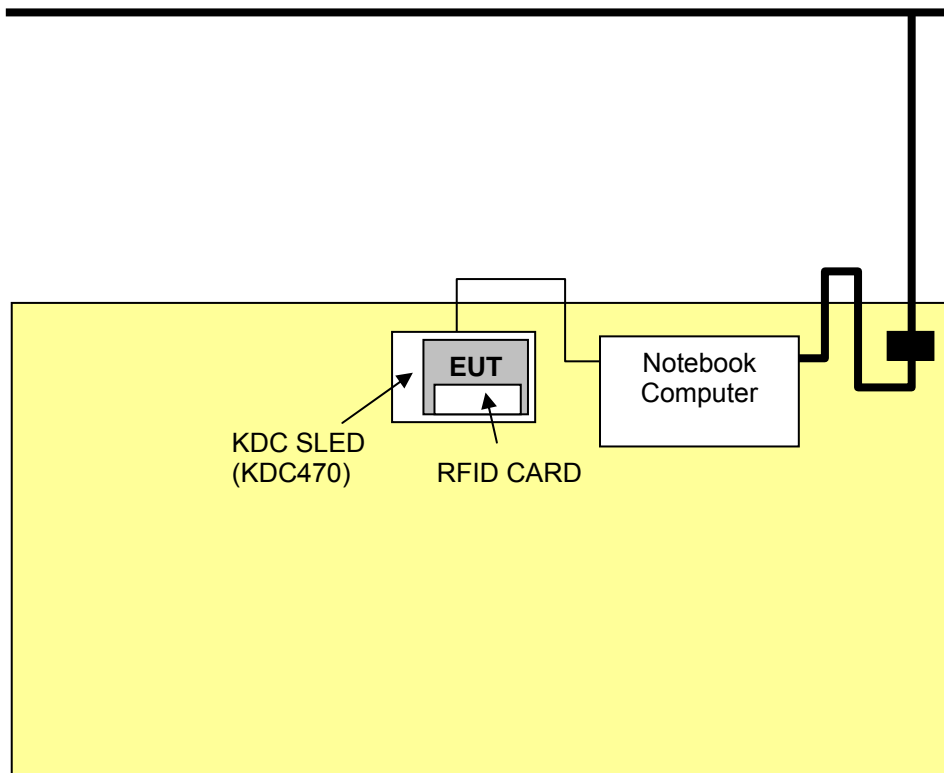 EUT
Notebook
Computer
KDC SLED
(KDC470)
RFID CARD